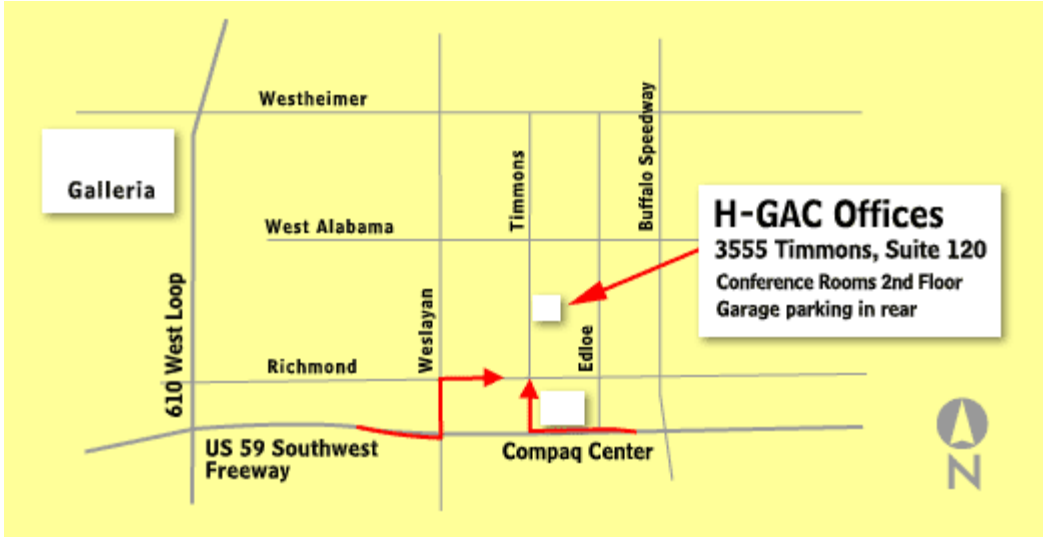 Westheimer
Galleria
West Alabama
Timmons
Buffalo Speedway
H-GAC Offices
3555 Timmons, Suite 120
Conference Rooms 2nd Floor
Garage parking in rear
610 West Loop
Weslayan
Edloe
Richmond
US 59 Southwest
Freeway
Compaq Center
N